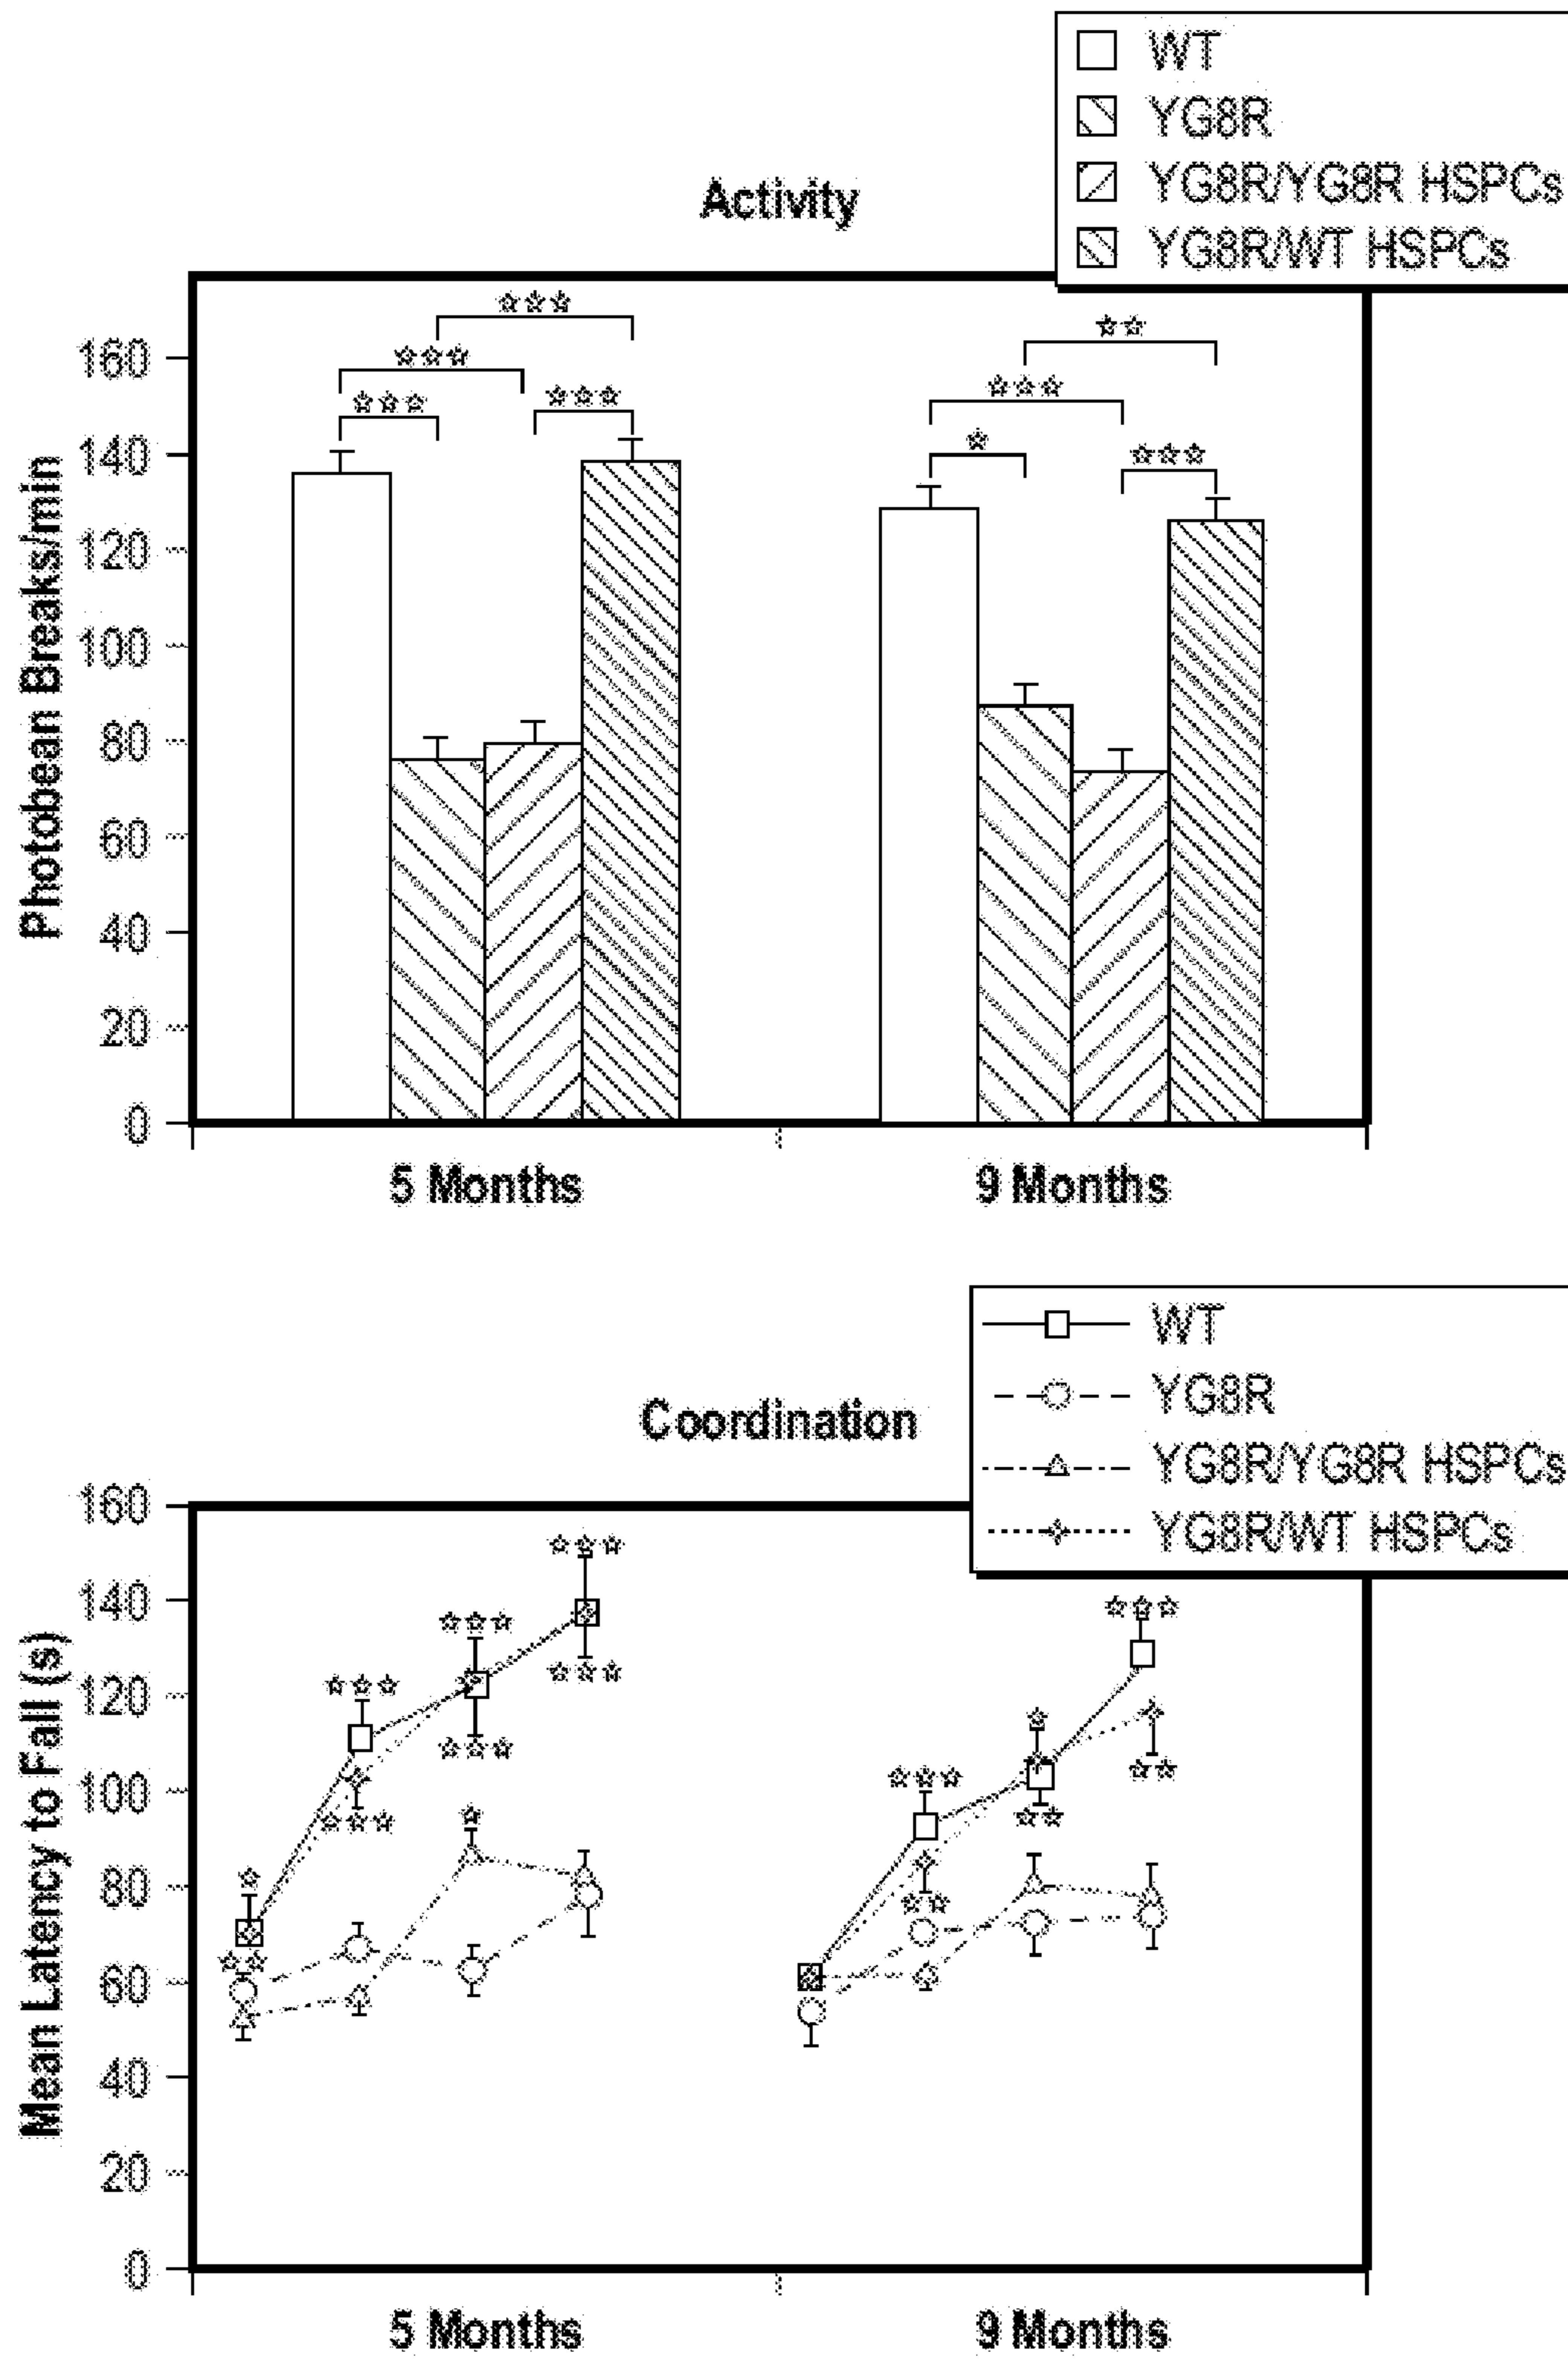 WT
YG8R
YG8R/YG8R HSPCs
YG8R/WT HSPCs
Activity
Photobean Breaks/min
160
140
120
100
80
60
40
20
0
☆☆☆
☆☆☆
☆☆☆
☆☆☆
☆☆
☆☆☆
☆
☆☆☆
5 Months
9 Months
WT
YG8R
YG8R/YG8R HSPCs
YG8R/WT HSPCs
Coordination
Mean Latency to Fall (s)
160
140
120
100
80
60
40
20
0
☆☆☆
☆☆☆
☆☆☆
☆☆☆
☆☆☆
☆☆☆
☆
☆
☆☆
☆☆☆
☆
☆☆☆
☆☆
☆☆
☆☆
5 Months
9 Months